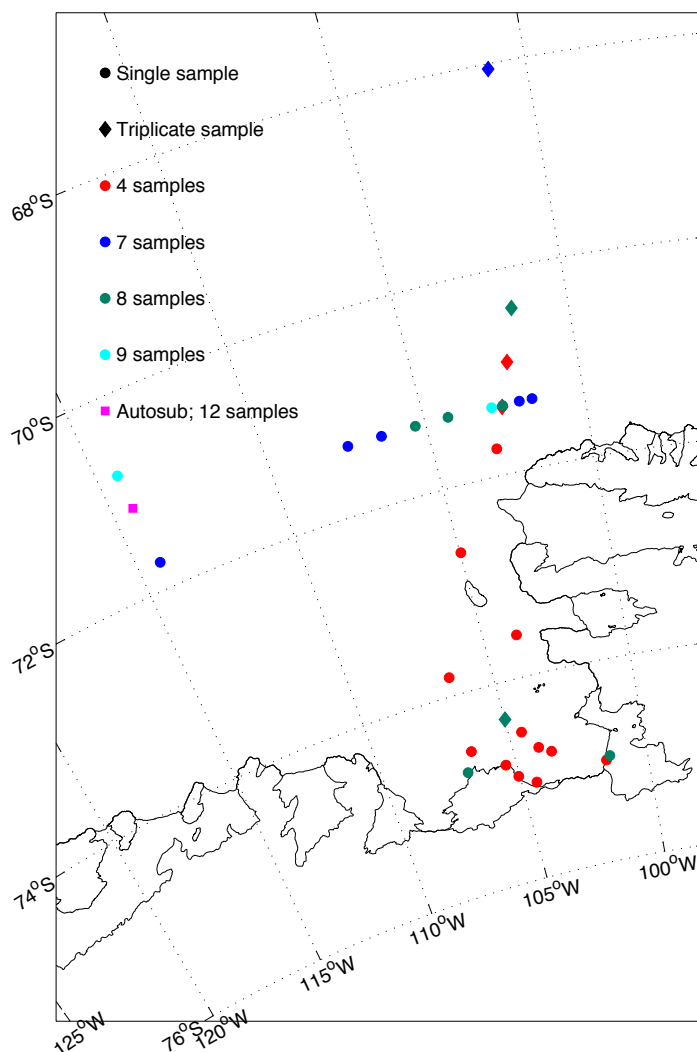 Single sample
Triplicate sample
4 samples
68°S
7 samples
8 samples
9 samples
70°S
Autosub; 12 samples
72°S
74°S
100°W
105°W
110°W
115°W
120°W
76°S
125°W